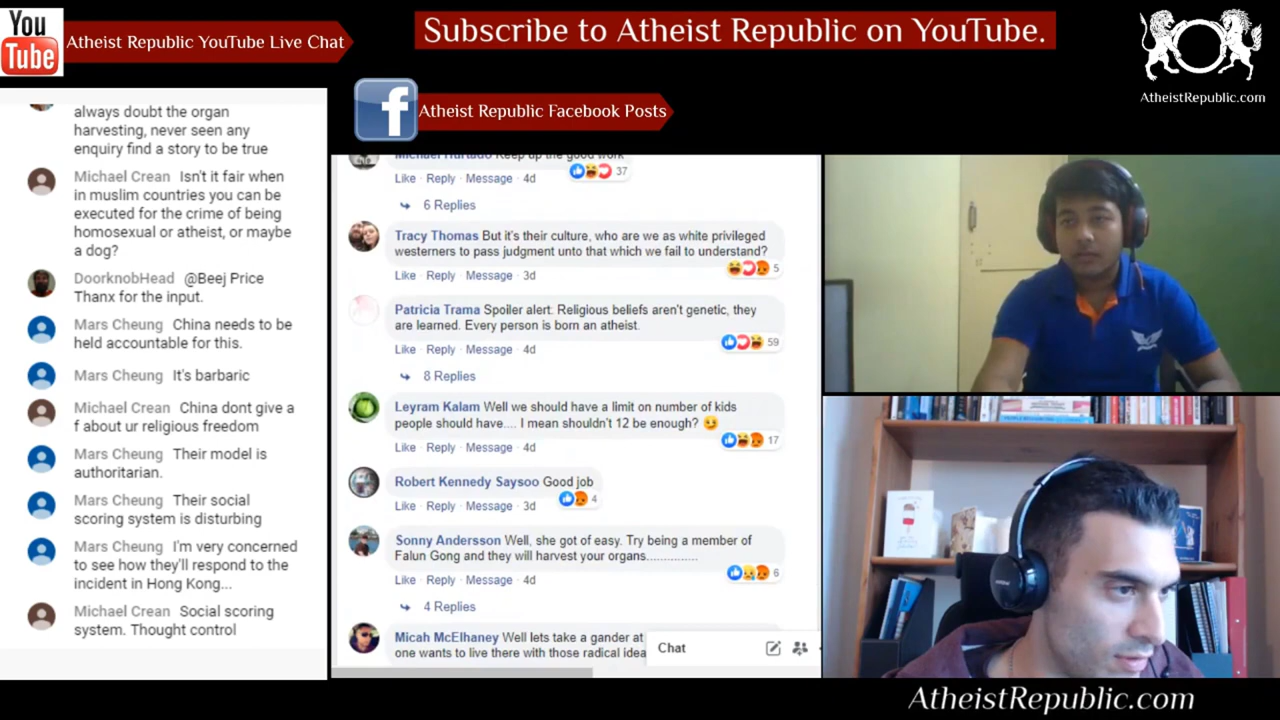 You
Tube
Atheist Republic YouTube Live Chat
Subscribe to Atheist Republic on YouTube.
AtheistRepublic.com
f
Atheist Republic Facebook Posts
always doubt the organ
harvesting, never seen any
enquiry find a story to be true
Michael Crean Isn't it fair when
in muslim countries you can be
executed for the crime of being
homosexual or atheist, or maybe
a dog?
DoorknobHead @Beej Price
Thanx for the input.
Mars Cheung China needs to be
held accountable for this.
Mars Cheung It's barbaric
Michael Crean China dont give a
f about ur religious freedom
Mars Cheung Their model is
authoritarian.
Mars Cheung Their social
scoring system is disturbing
Mars Cheung I'm very concerned
to see how they'll respond to the
incident in Hong Kong...
Michael Crean Social scoring
system. Thought control
Michael Hurtado Keep up the good work
37
Like · Reply · Message · 4d
6 Replies
Tracy Thomas But it's their culture, who are we as white privileged
westerners to pass judgment unto that which we fail to understand?
5
Like · Reply · Message · 3d
Patricia Trama Spoiler alert: Religious beliefs aren't genetic, they
are learned. Every person is born an atheist.
59
Like · Reply · Message · 4d
8 Replies
Leyram Kalam Well we should have a limit on number of kids
people should have.... I mean shouldn't 12 be enough? 😏
17
Like · Reply · Message · 4d
Robert Kennedy Saysoo Good job
4
Like · Reply · Message · 3d
Sonny Andersson Well, she got of easy. Try being a member of
Falun Gong and they will harvest your organs..............
6
Like · Reply · Message · 4d
4 Replies
Micah McElhaney Well lets take a gander at
one wants to live there with those radical idea
Chat
AtheistRepublic.com